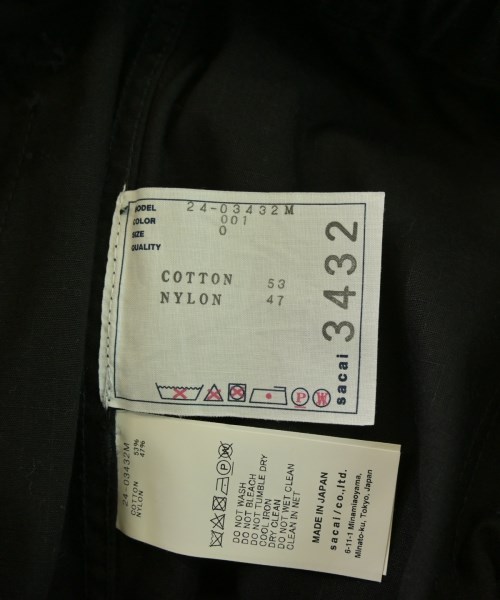 MODEL 24-03432M
COLOR 001
SIZE 0
QUALITY
COTTON 53
NYLON 47
sacai 3432
P W
24-03432M
COTTON 53%
NYLON 47%
P W
DO NOT WASH
DO NOT BLEACH
DO NOT TUMBLE DRY
COOL IRON
DRY CLEAN
DO NOT WET CLEAN
CLEAN IN NET
MADE IN JAPAN
sacai/co.,ltd.
6-11-1 Minamiaoyama,
Minato-ku, Tokyo, Japan